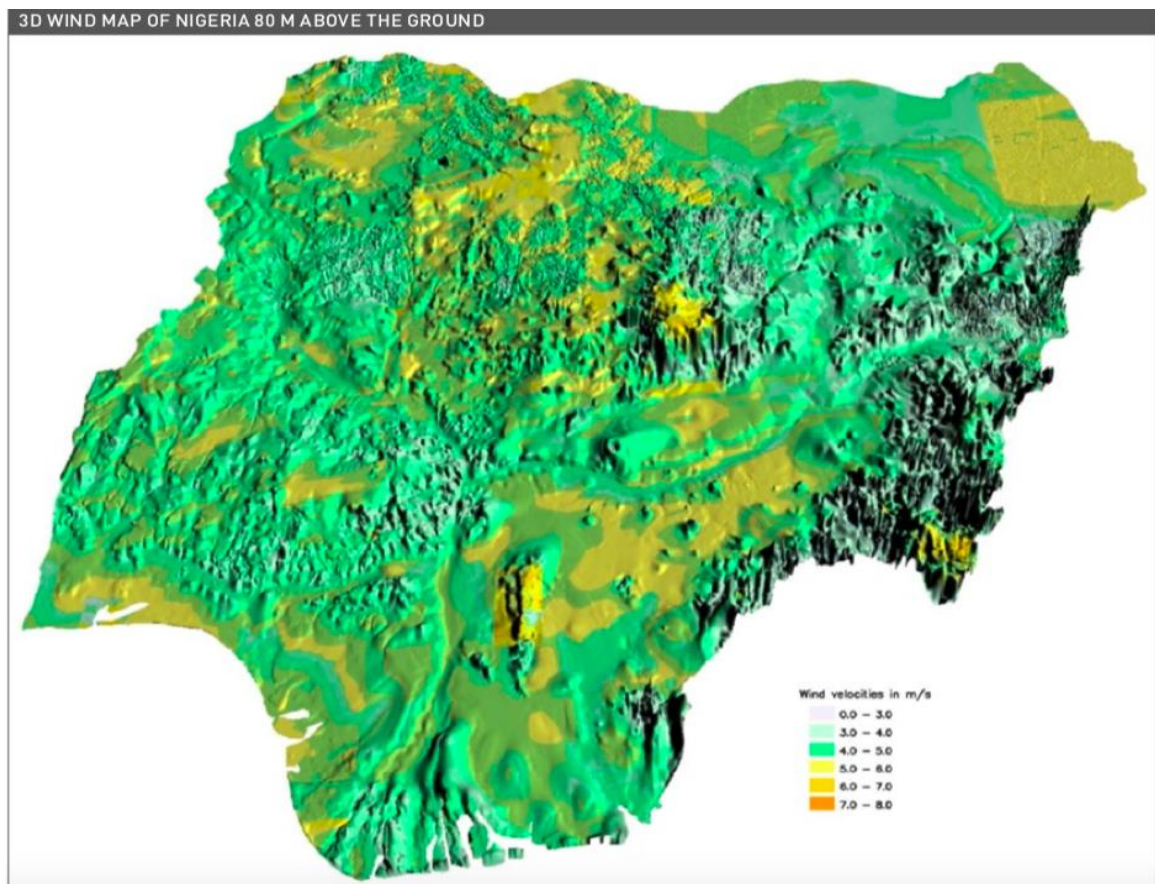 3D WIND MAP OF NIGERIA 80 M ABOVE THE GROUND
Wind velocities in m/s
0.0 – 3.0
3.0 – 4.0
4.0 – 5.0
5.0 – 6.0
6.0 – 7.0
7.0 – 8.0